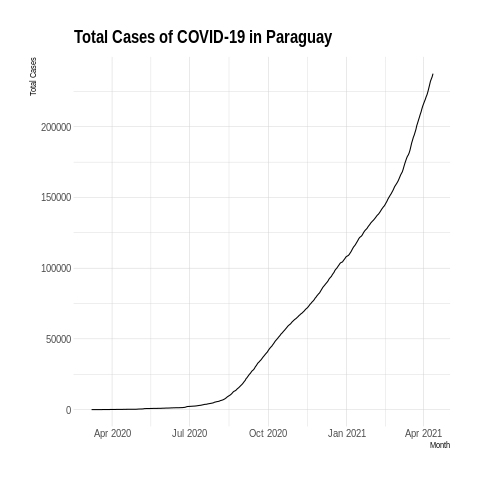 Total Cases of COVID-19 in Paraguay
Total Cases
200000
150000
100000
50000
0
Apr 2020
Jul 2020
Oct 2020
Jan 2021
Apr 2021
Month